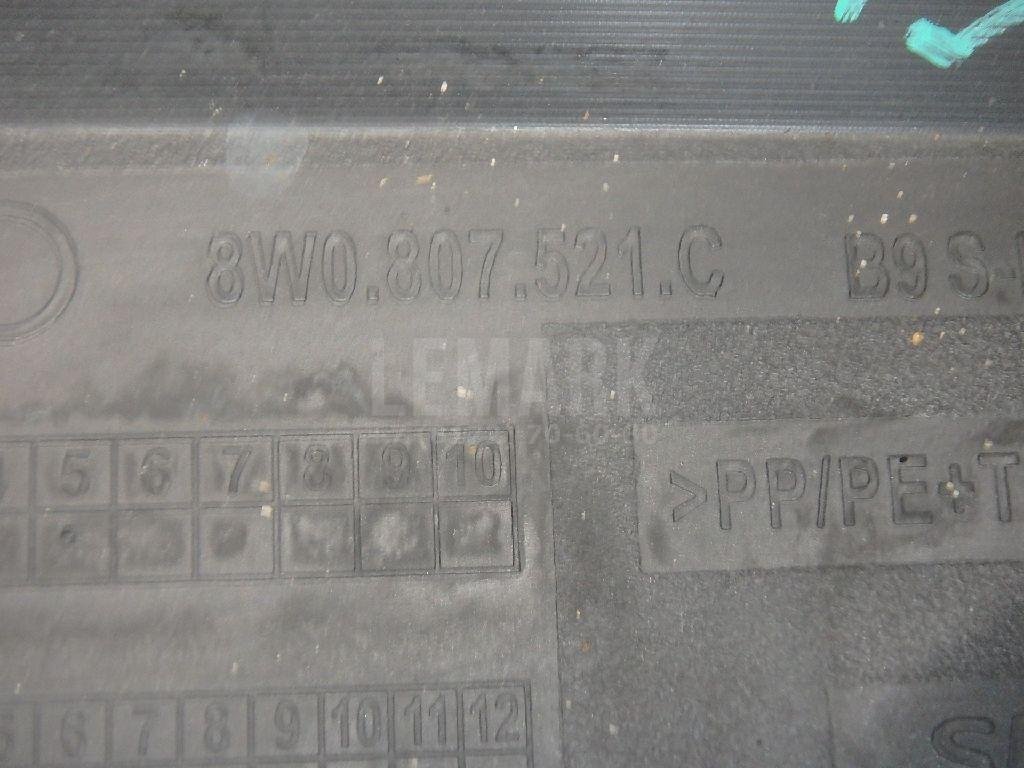 8W0.807.521.C B9 S-
LEMARK
5 6 7 8 9 10
>PP/PE+T
6 7 8 9 10 11 12